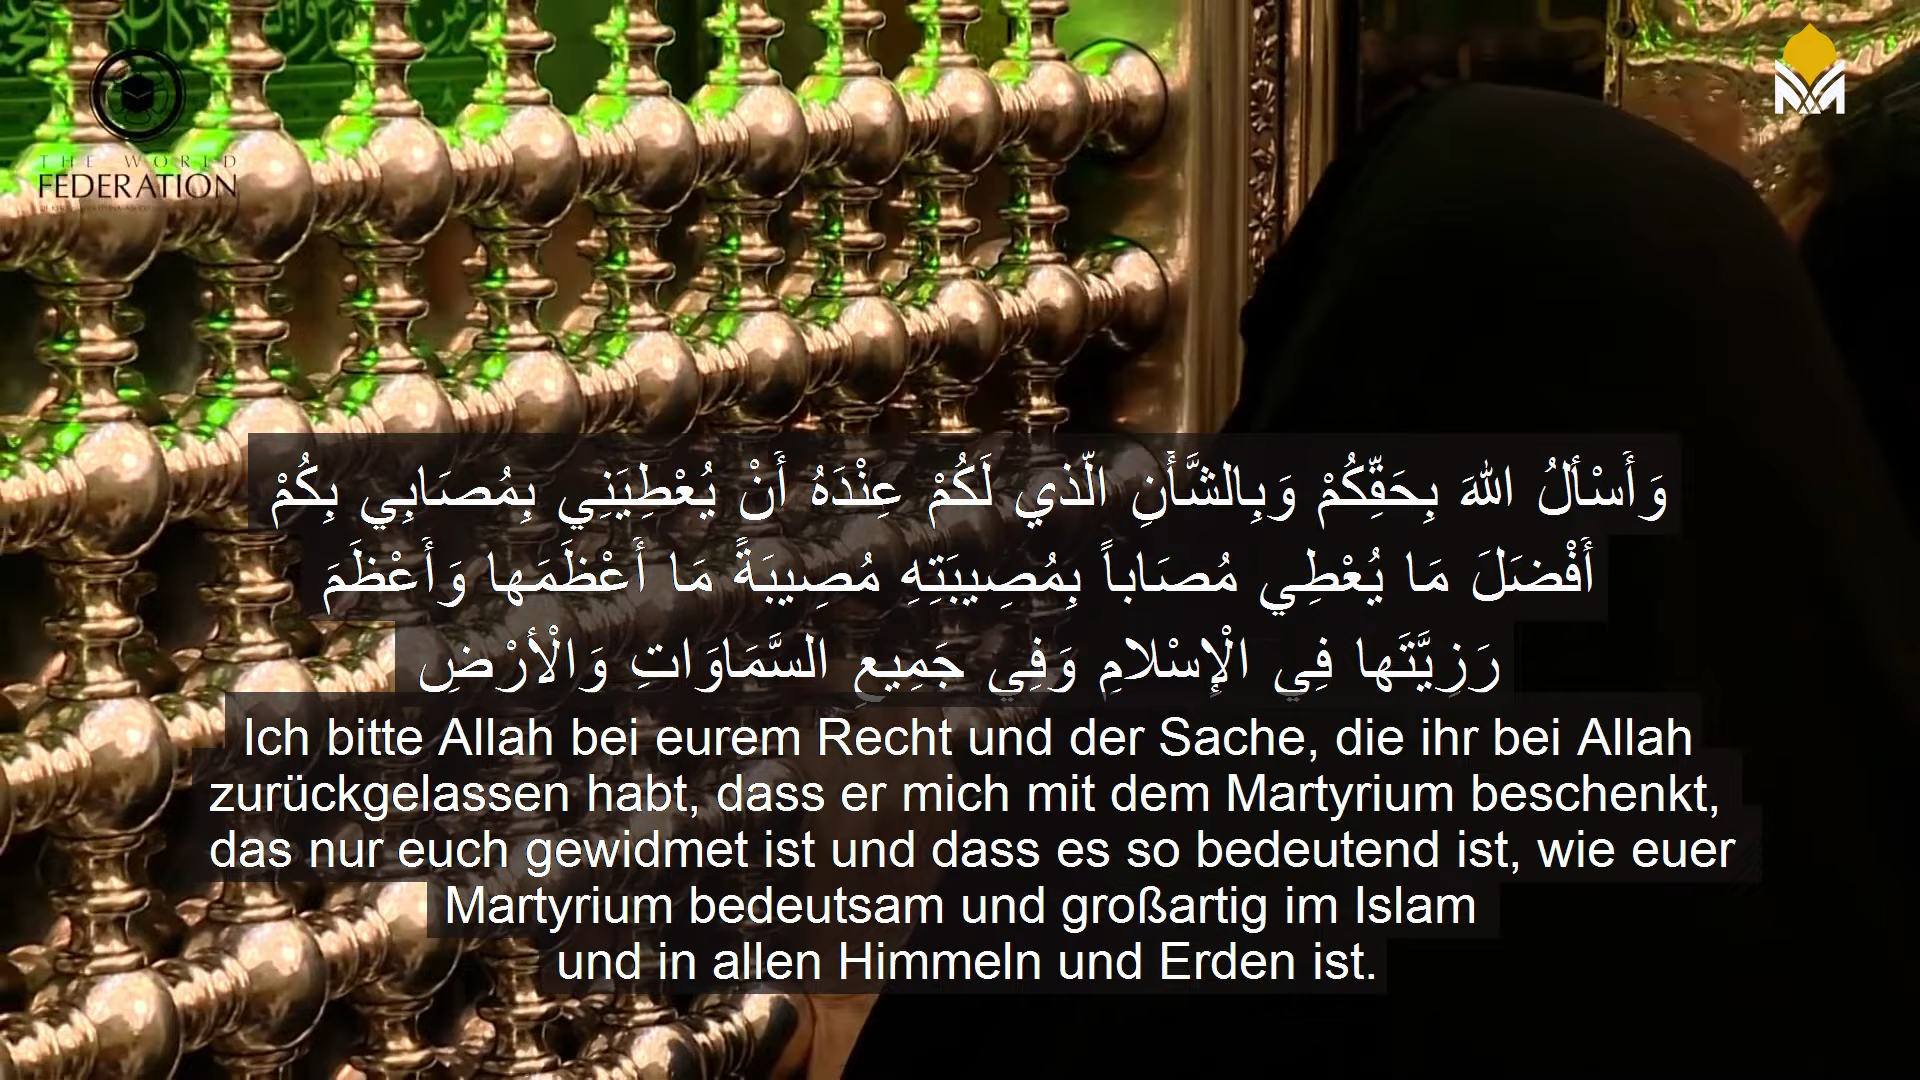 THE WORLD
FEDERATION
وَأَسْأَلُ اللهَ بِحَقِّكُمْ وَبِالشَّأْنِ الَّذي لَكُمْ عِنْدَهُ أَنْ يُعْطِيَنِي بِمُصَابِي بِكُمْ
أَفْضَلَ مَا يُعْطِي مُصَاباً بِمُصِيبَتِهِ مُصِيبَةً مَا أَعْظَمَها وَأَعْظَمَ
رَزِيَّتَها فِي الْإِسْلامِ وَفِي جَمِيعِ السَّمَاوَاتِ وَالْأَرْضِ
Ich bitte Allah bei eurem Recht und der Sache, die ihr bei Allah
zurückgelassen habt, dass er mich mit dem Martyrium beschenkt,
das nur euch gewidmet ist und dass es so bedeutend ist, wie euer
Martyrium bedeutsam und großartig im Islam
und in allen Himmeln und Erden ist.